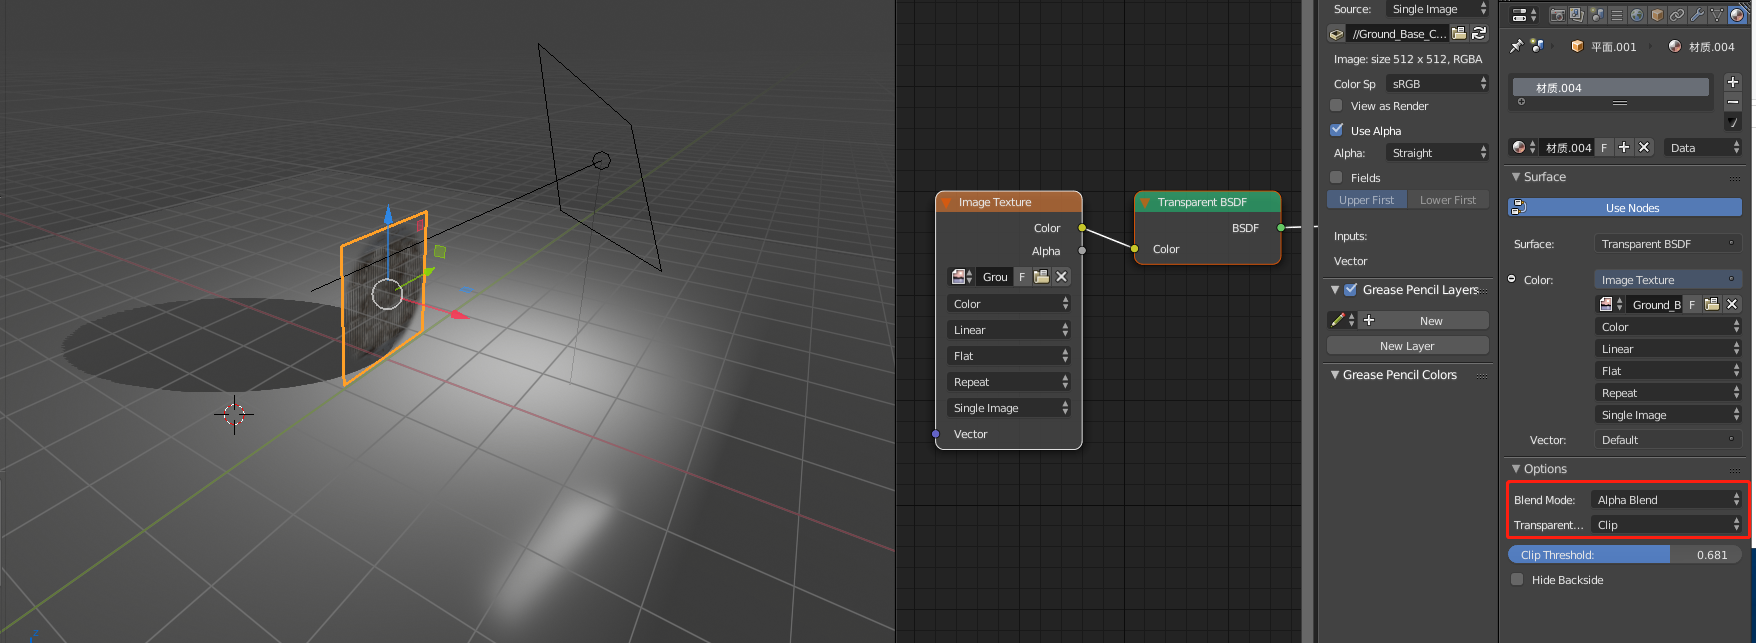 Image Texture
Color
Alpha
Grou F
Color
Linear
Flat
Repeat
Single Image
Vector
Transparent BSDF
BSDF
Color
Source: Single Image
//Ground_Base_C...
Image: size 512 x 512, RGBA
Color Sp sRGB
View as Render
Use Alpha
Alpha: Straight
Fields
Upper First Lower First
Inputs:
Vector
Grease Pencil Layers
New
New Layer
Grease Pencil Colors
平面.001 材质.004
材质.004
材质.004 F Data
Surface
Use Nodes
Surface: Transparent BSDF
Color: Image Texture
Ground_B F
Color
Linear
Flat
Repeat
Single Image
Vector: Default
Options
Blend Mode: Alpha Blend
Transparent... Clip
Clip Threshold: 0.681
Hide Backside